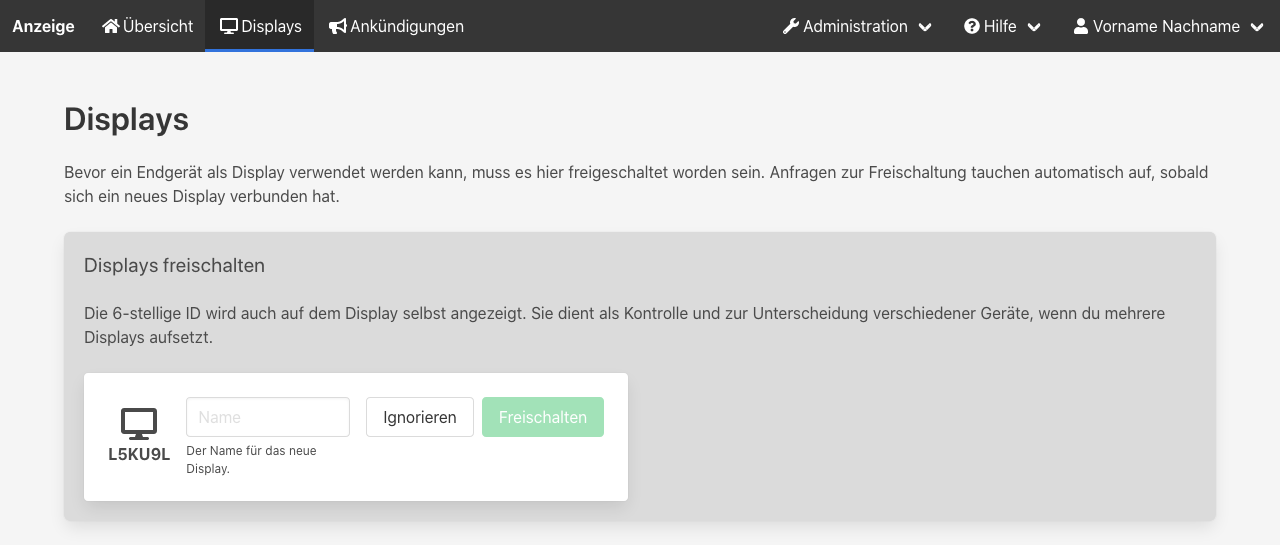 Anzeige Übersicht Displays Ankündigungen Administration Hilfe Vorname Nachname
Displays
Bevor ein Endgerät als Display verwendet werden kann, muss es hier freigeschaltet worden sein. Anfragen zur Freischaltung tauchen automatisch auf, sobald
sich ein neues Display verbunden hat.
Displays freischalten
Die 6-stellige ID wird auch auf dem Display selbst angezeigt. Sie dient als Kontrolle und zur Unterscheidung verschiedener Geräte, wenn du mehrere
Displays aufsetzt.
Name Ignorieren Freischalten
L5KU9L Der Name für das neue
Display.